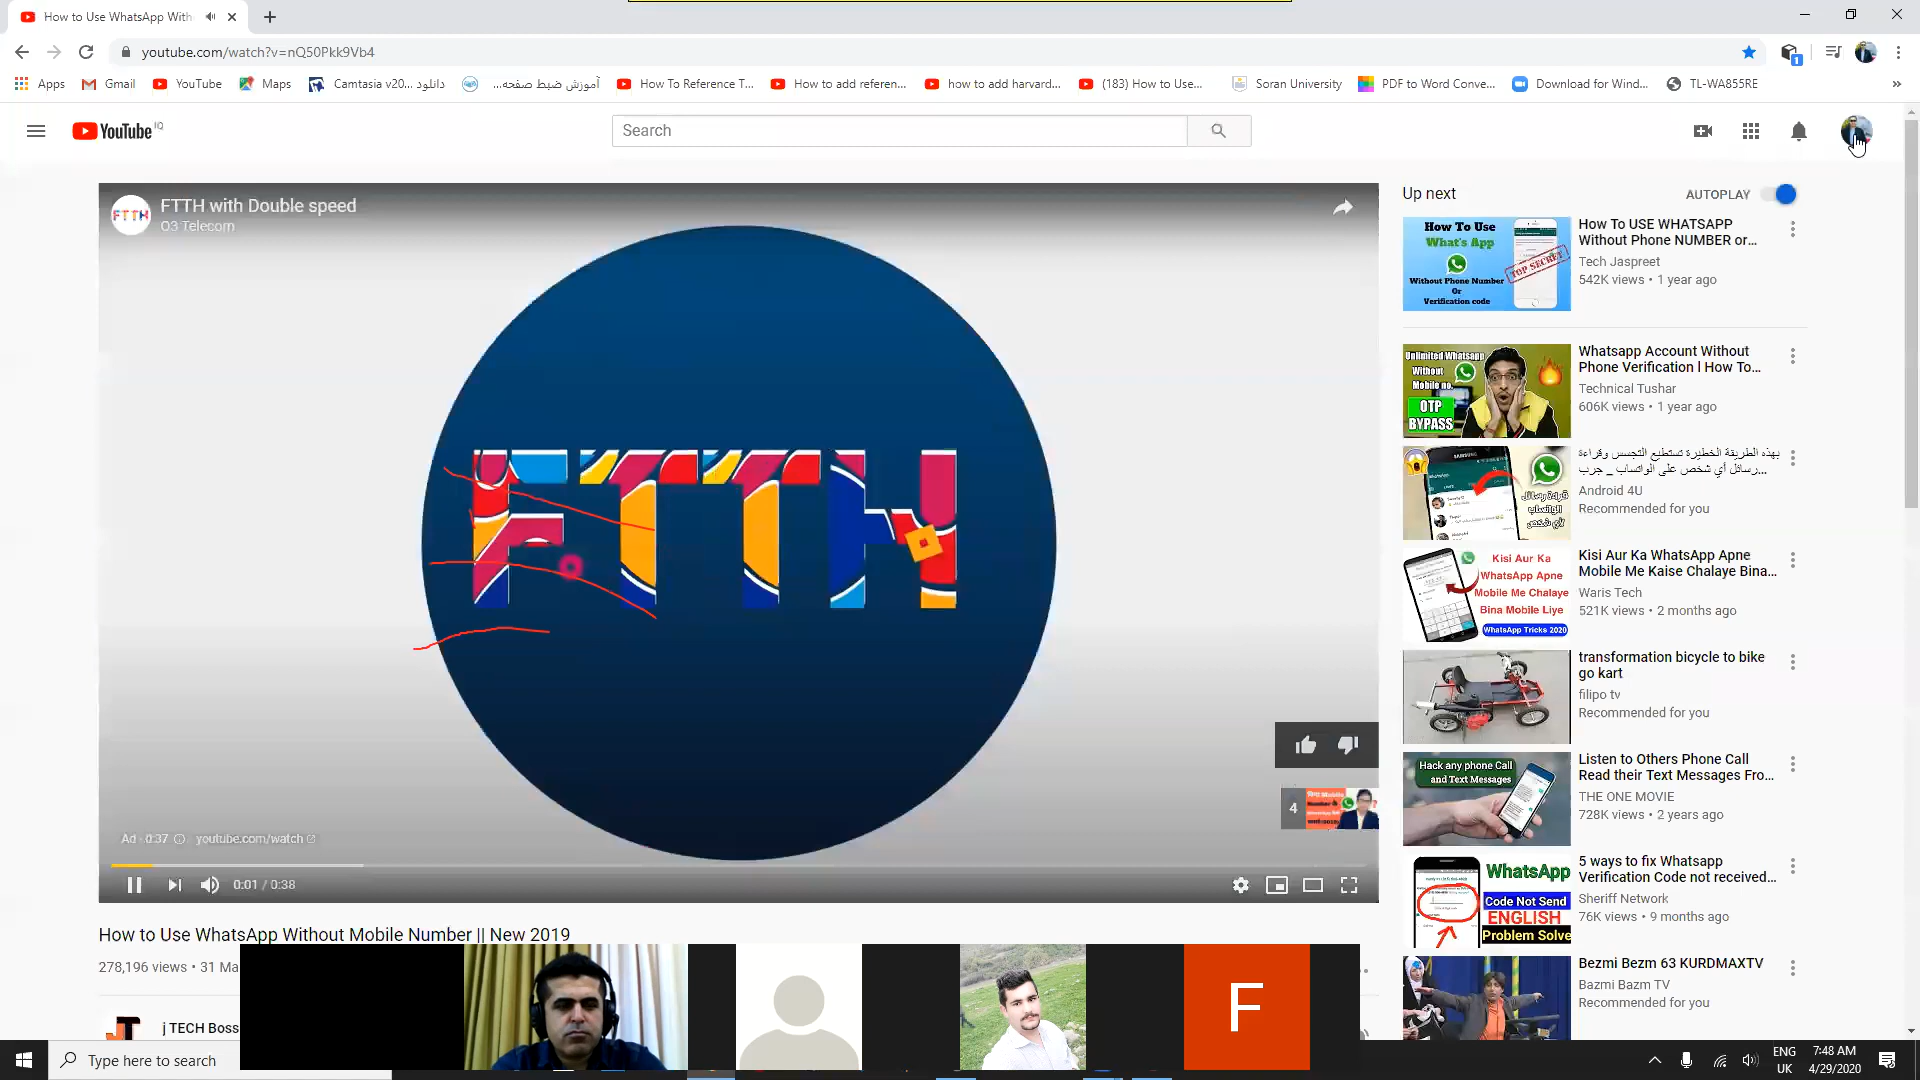 How to Use WhatsApp With
youtube.com/watch?v=nQ50Pkk9Vb4
Apps
Gmail
YouTube
Maps
Camtasia v20... دانلود
آموزش ضبط صفحه...
How To Reference T...
How to add referen...
how to add harvard...
(183) How to Use...
Soran University
PDF to Word Conve...
Download for Wind...
TL-WA855RE
YouTube IQ
Search
FTTH
FTTH with Double speed
O3 Telecom
FTTH
Ad · 0:37
youtube.com/watch
4
0:01 / 0:38
How to Use WhatsApp Without Mobile Number || New 2019
278,196 views • 31 Ma
JT
j TECH Boss
F
Up next
AUTOPLAY
How To Use
What's App
TOP SECRET
Without Phone Number
Or
Verification code
How To USE WHATSAPP
Without Phone NUMBER or...
Tech Jaspreet
542K views • 1 year ago
Unlimited Whatsapp
Without
Mobile no.
OTP
BYPASS
Whatsapp Account Without
Phone Verification l How To...
Technical Tushar
606K views • 1 year ago
SAMSUNG
قراءة رسائل
الواتساب
لأي شخص
بهذه الطريقة الخطيرة تستطيع التجسس وقراءة
رسائل أي شخص على الواتساب _ جرب...
Android 4U
Recommended for you
Kisi Aur Ka
WhatsApp Apne
Mobile Me Chalaye
Bina Mobile Liye
WhatsApp Tricks 2020
Kisi Aur Ka WhatsApp Apne
Mobile Me Kaise Chalaye Bina...
Waris Tech
521K views • 2 months ago
transformation bicycle to bike
go kart
filipo tv
Recommended for you
Hack any phone Call
and Text Messages
Listen to Others Phone Call
Read their Text Messages Fro...
THE ONE MOVIE
728K views • 2 years ago
WhatsApp
Code Not Send
ENGLISH
Problem Solve
5 ways to fix Whatsapp
Verification Code not received...
Sheriff Network
76K views • 9 months ago
Bezmi Bezm 63 KURDMAXTV
Bazmi Bazm TV
Recommended for you
Type here to search
ENG
UK
7:48 AM
4/29/2020